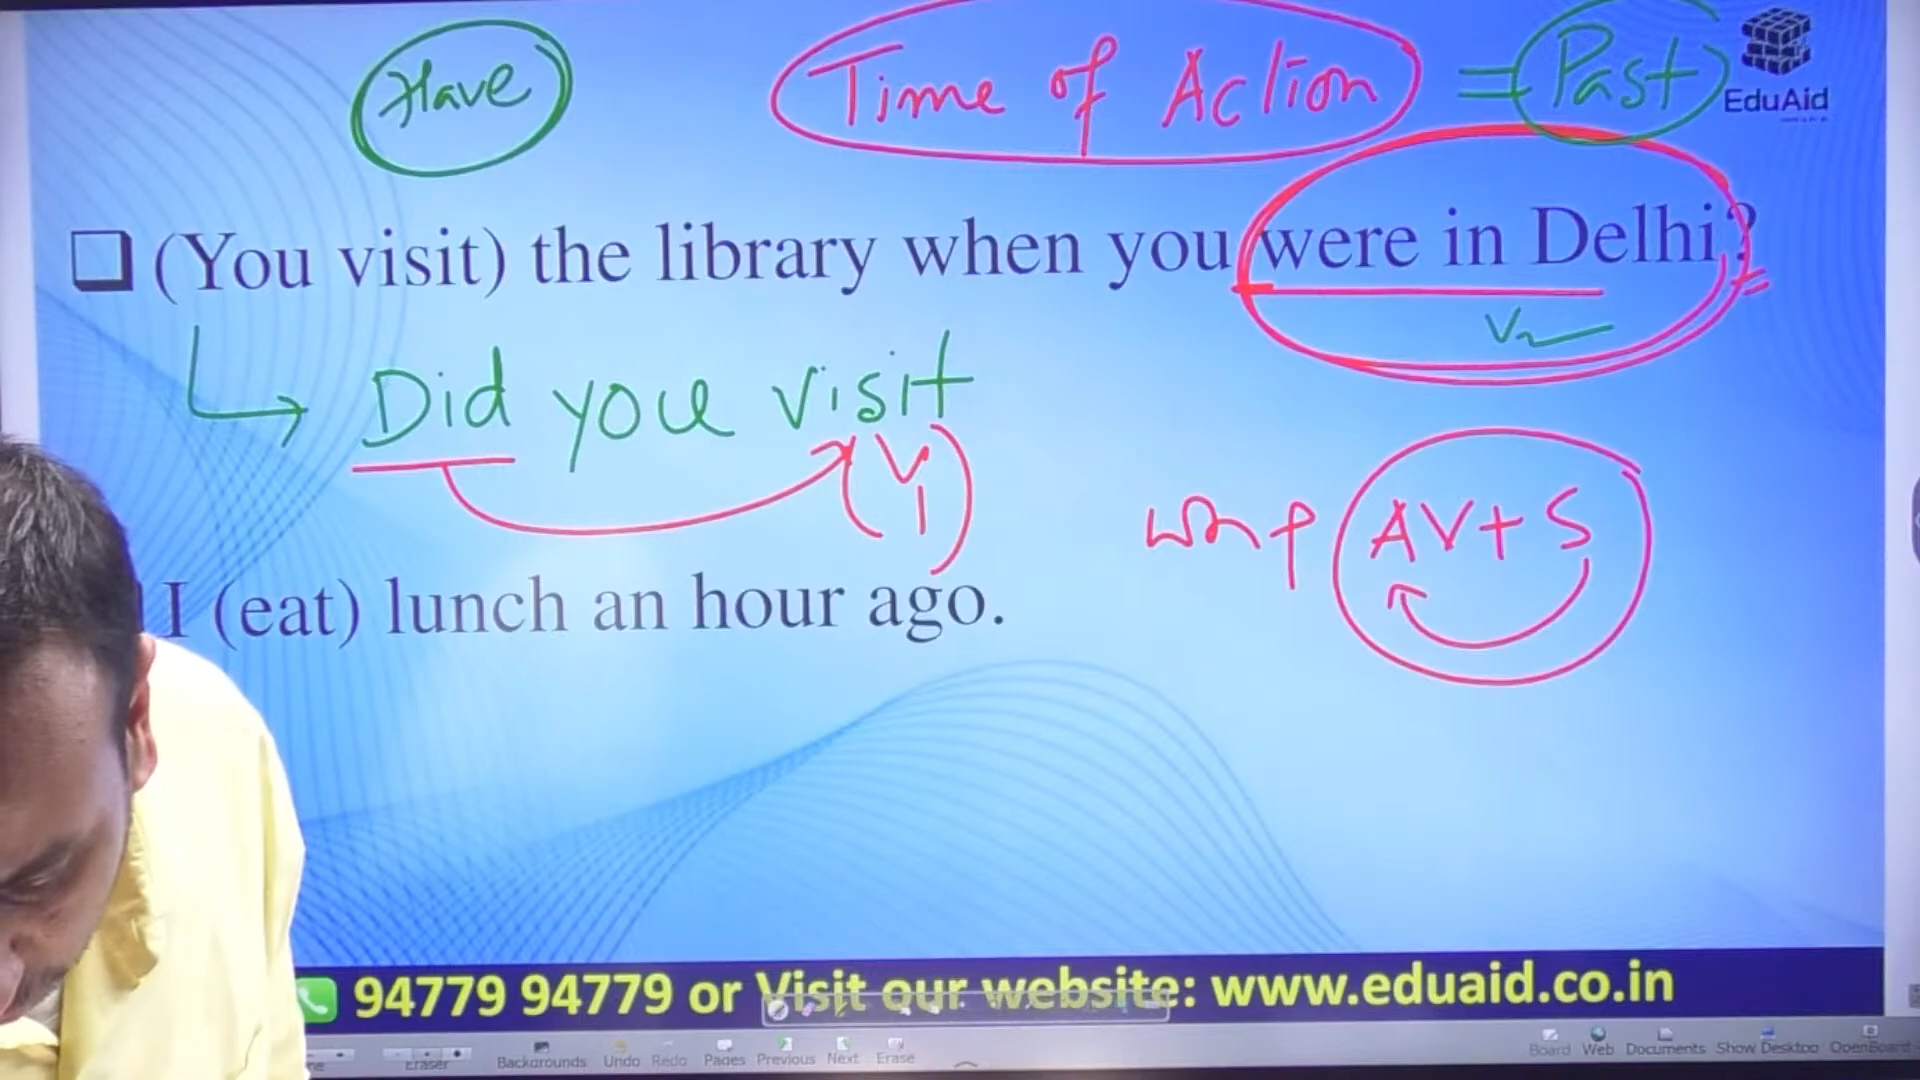 Have
Time of Action = Past
EduAid
(You visit) the library when you were in Delhi?
Did you visit
(V1)
AV + S
I (eat) lunch an hour ago.
94779 94779 or Visit our website: www.eduaid.co.in
Eraser Backgrounds Undo Redo Pages Previous Next Erase Board Web Documents Show Desktop OpenBoard